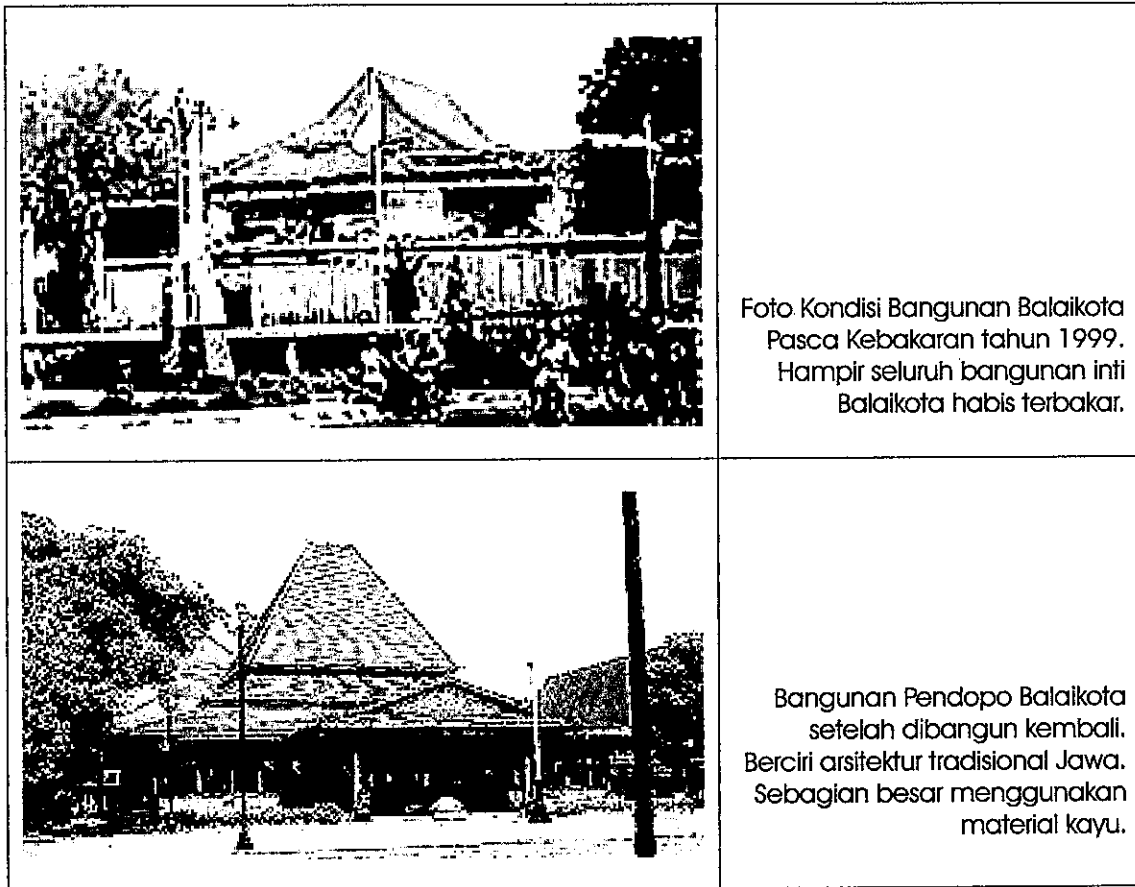 Foto Kondisi Bangunan Balaikota
Pasca Kebakaran tahun 1999.
Hampir seluruh bangunan inti
Balaikota habis terbakar.
Bangunan Pendopo Balaikota
setelah dibangun kembali.
Berciri arsitektur tradisional Jawa.
Sebagian besar menggunakan
material kayu.